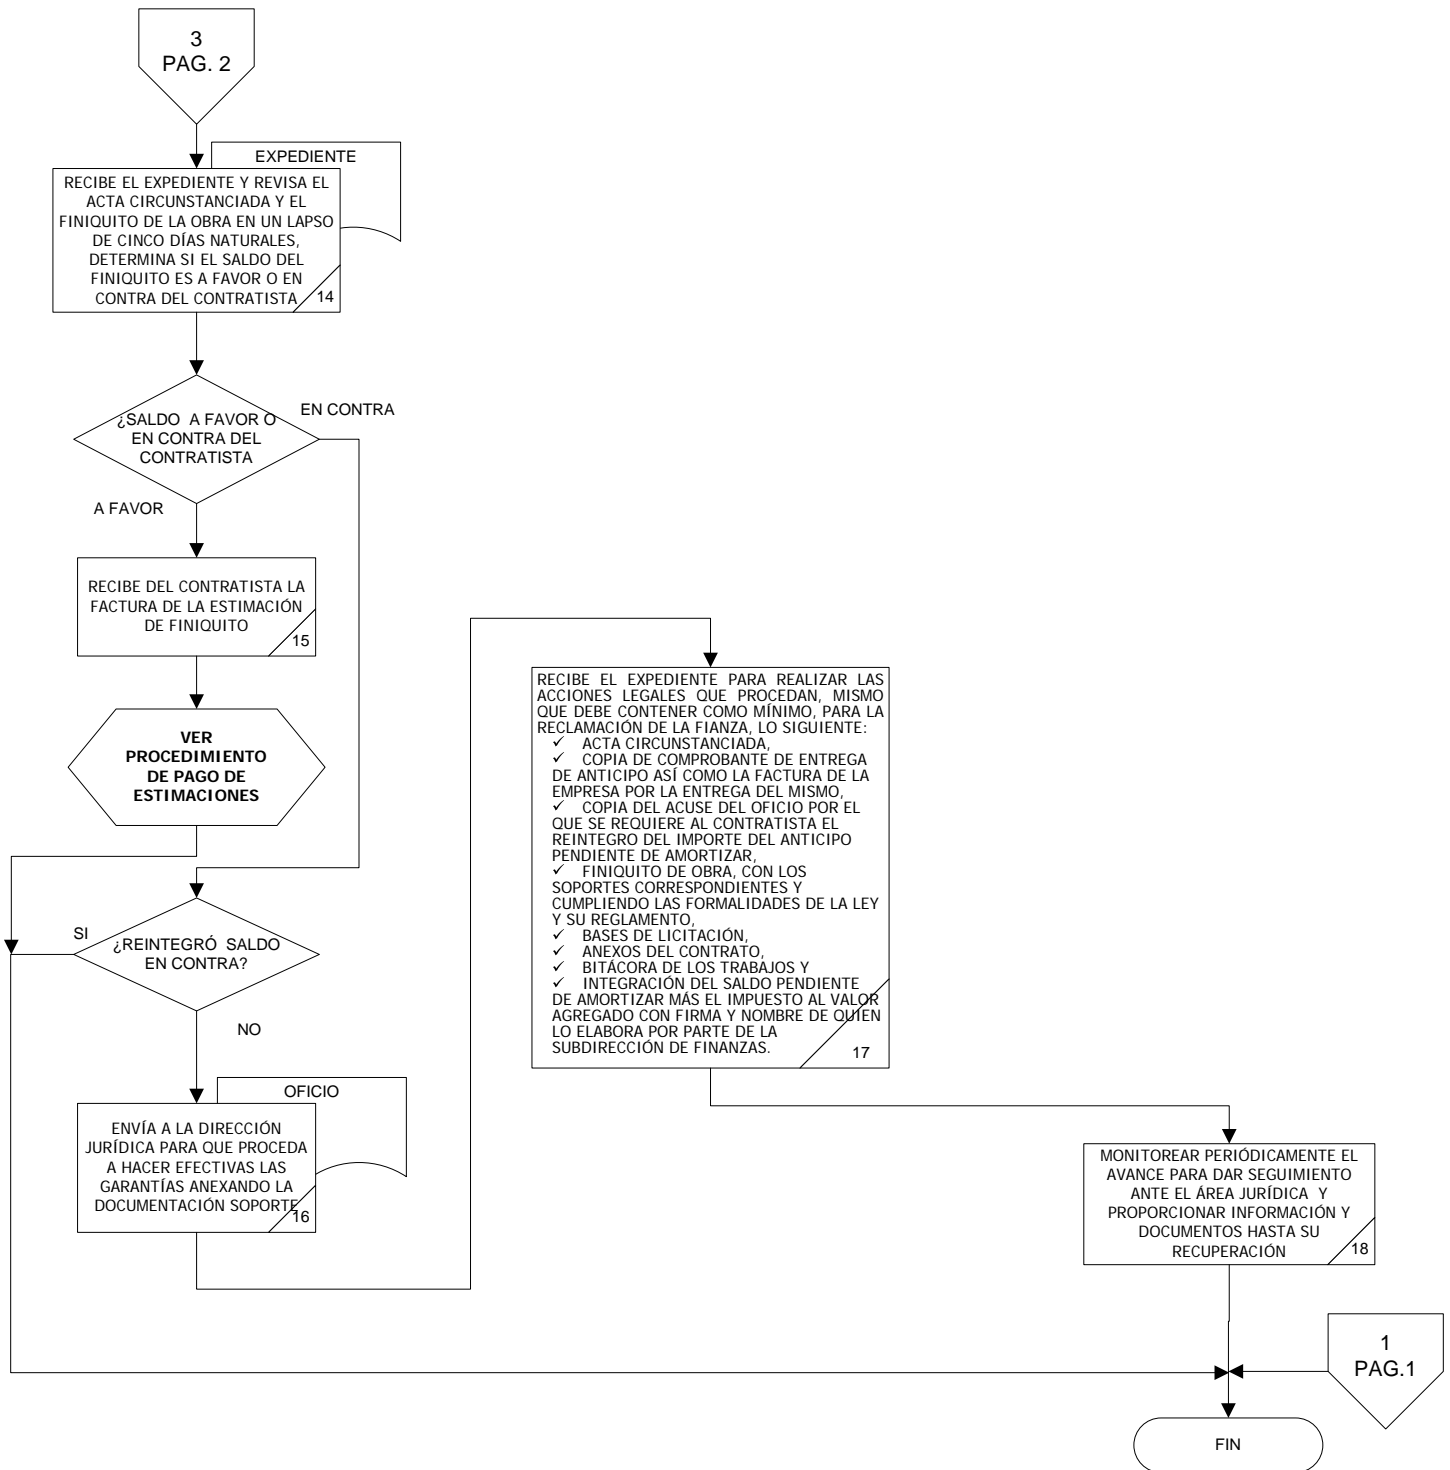 3
PAG. 2
EXPEDIENTE
RECIBE EL EXPEDIENTE Y REVISA EL
ACTA CIRCUNSTANCIADA Y EL
FINIQUITO DE LA OBRA EN UN LAPSO
DE CINCO DÍAS NATURALES,
DETERMINA SI EL SALDO DEL
FINIQUITO ES A FAVOR O EN
CONTRA DEL CONTRATISTA
14
¿SALDO A FAVOR O
EN CONTRA DEL
CONTRATISTA
EN CONTRA
A FAVOR
RECIBE DEL CONTRATISTA LA
FACTURA DE LA ESTIMACIÓN
DE FINIQUITO
15
VER
PROCEDIMIENTO
DE PAGO DE
ESTIMACIONES
SI
¿REINTEGRÓ SALDO
EN CONTRA?
NO
OFICIO
ENVÍA A LA DIRECCIÓN
JURÍDICA PARA QUE PROCEDA
A HACER EFECTIVAS LAS
GARANTÍAS ANEXANDO LA
DOCUMENTACIÓN SOPORTE
16
RECIBE EL EXPEDIENTE PARA REALIZAR LAS
ACCIONES LEGALES QUE PROCEDAN, MISMO
QUE DEBE CONTENER COMO MÍNIMO, PARA LA
RECLAMACIÓN DE LA FIANZA, LO SIGUIENTE:
✓ ACTA CIRCUNSTANCIADA,
✓ COPIA DE COMPROBANTE DE ENTREGA
DE ANTICIPO ASÍ COMO LA FACTURA DE LA
EMPRESA POR LA ENTREGA DEL MISMO,
✓ COPIA DEL ACUSE DEL OFICIO POR EL
QUE SE REQUIERE AL CONTRATISTA EL
REINTEGRO DEL IMPORTE DEL ANTICIPO
PENDIENTE DE AMORTIZAR,
✓ FINIQUITO DE OBRA, CON LOS
SOPORTES CORRESPONDIENTES Y
CUMPLIENDO LAS FORMALIDADES DE LA LEY
Y SU REGLAMENTO,
✓ BASES DE LICITACIÓN,
✓ ANEXOS DEL CONTRATO,
✓ BITÁCORA DE LOS TRABAJOS Y
✓ INTEGRACIÓN DEL SALDO PENDIENTE
DE AMORTIZAR MÁS EL IMPUESTO AL VALOR
AGREGADO CON FIRMA Y NOMBRE DE QUIEN
LO ELABORA POR PARTE DE LA
SUBDIRECCIÓN DE FINANZAS.
17
MONITOREAR PERIÓDICAMENTE EL
AVANCE PARA DAR SEGUIMIENTO
ANTE EL ÁREA JURÍDICA Y
PROPORCIONAR INFORMACIÓN Y
DOCUMENTOS HASTA SU
RECUPERACIÓN
18
1
PAG.1
FIN